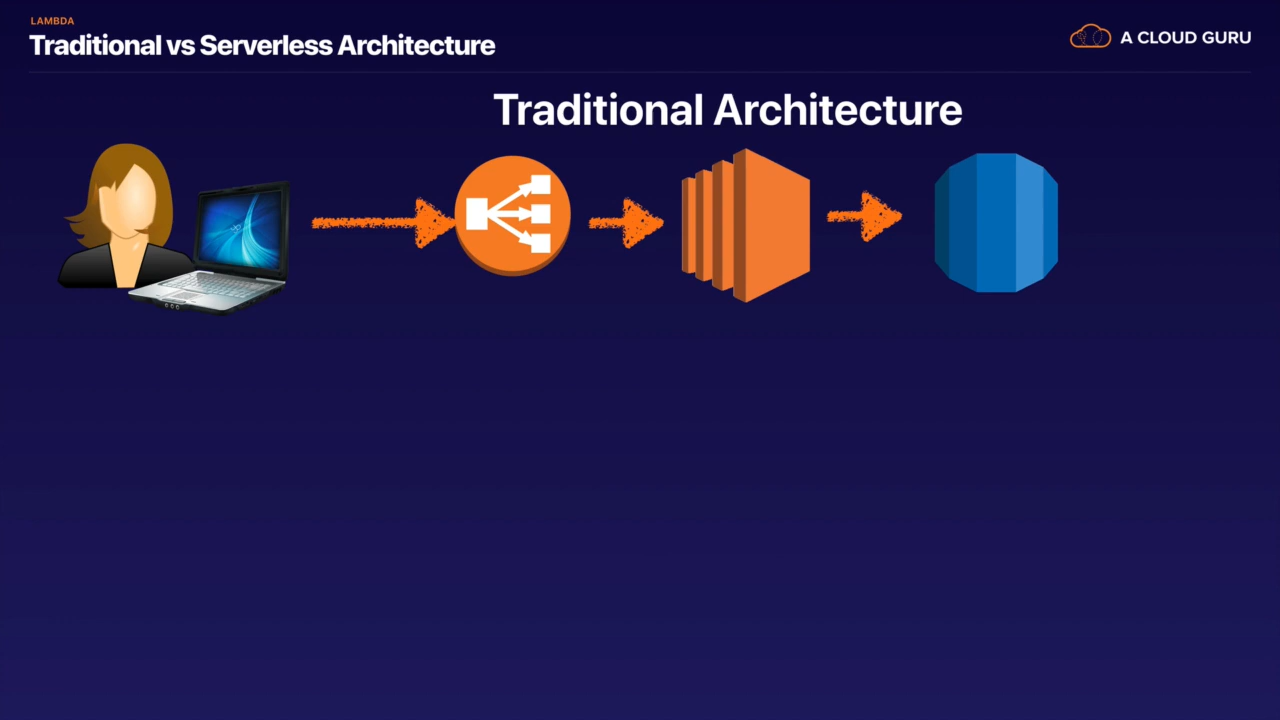 LAMBDA
Traditional vs Serverless Architecture
A CLOUD GURU
Traditional Architecture